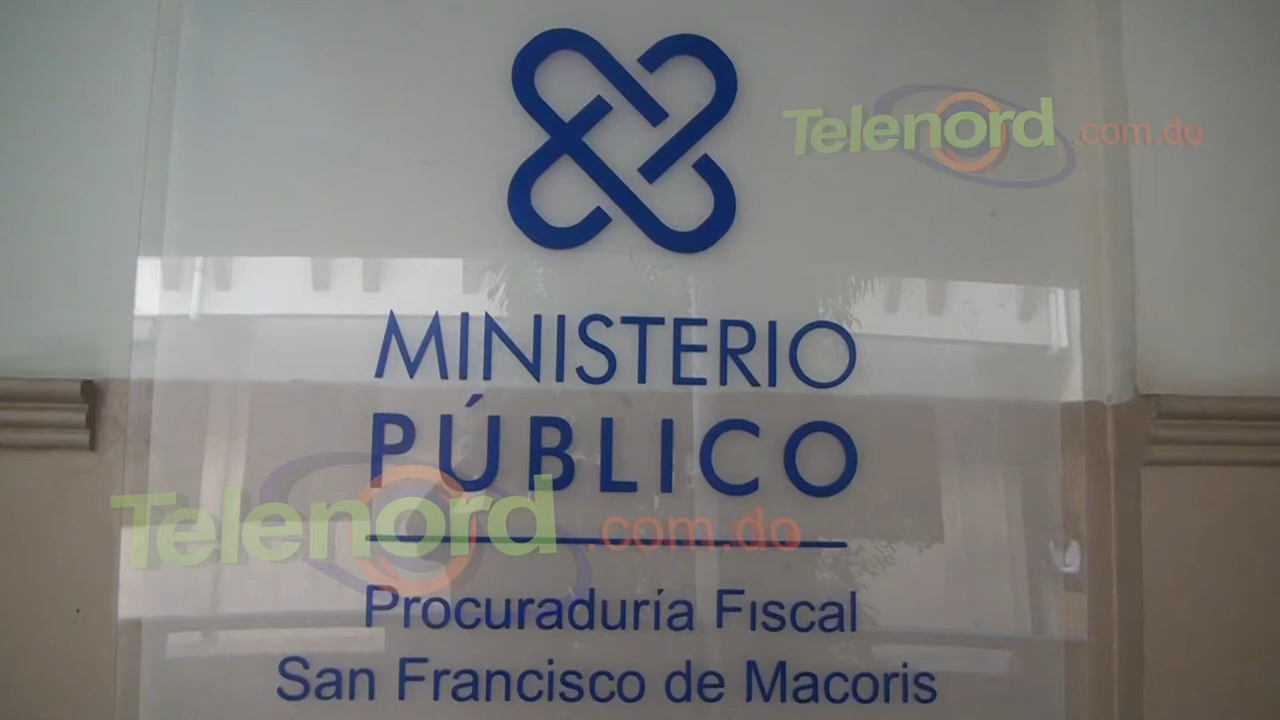 Telenord.com.do
MINISTERIO
PÚBLICO
Telenord.com.do
Procuraduría Fiscal
San Francisco de Macoris